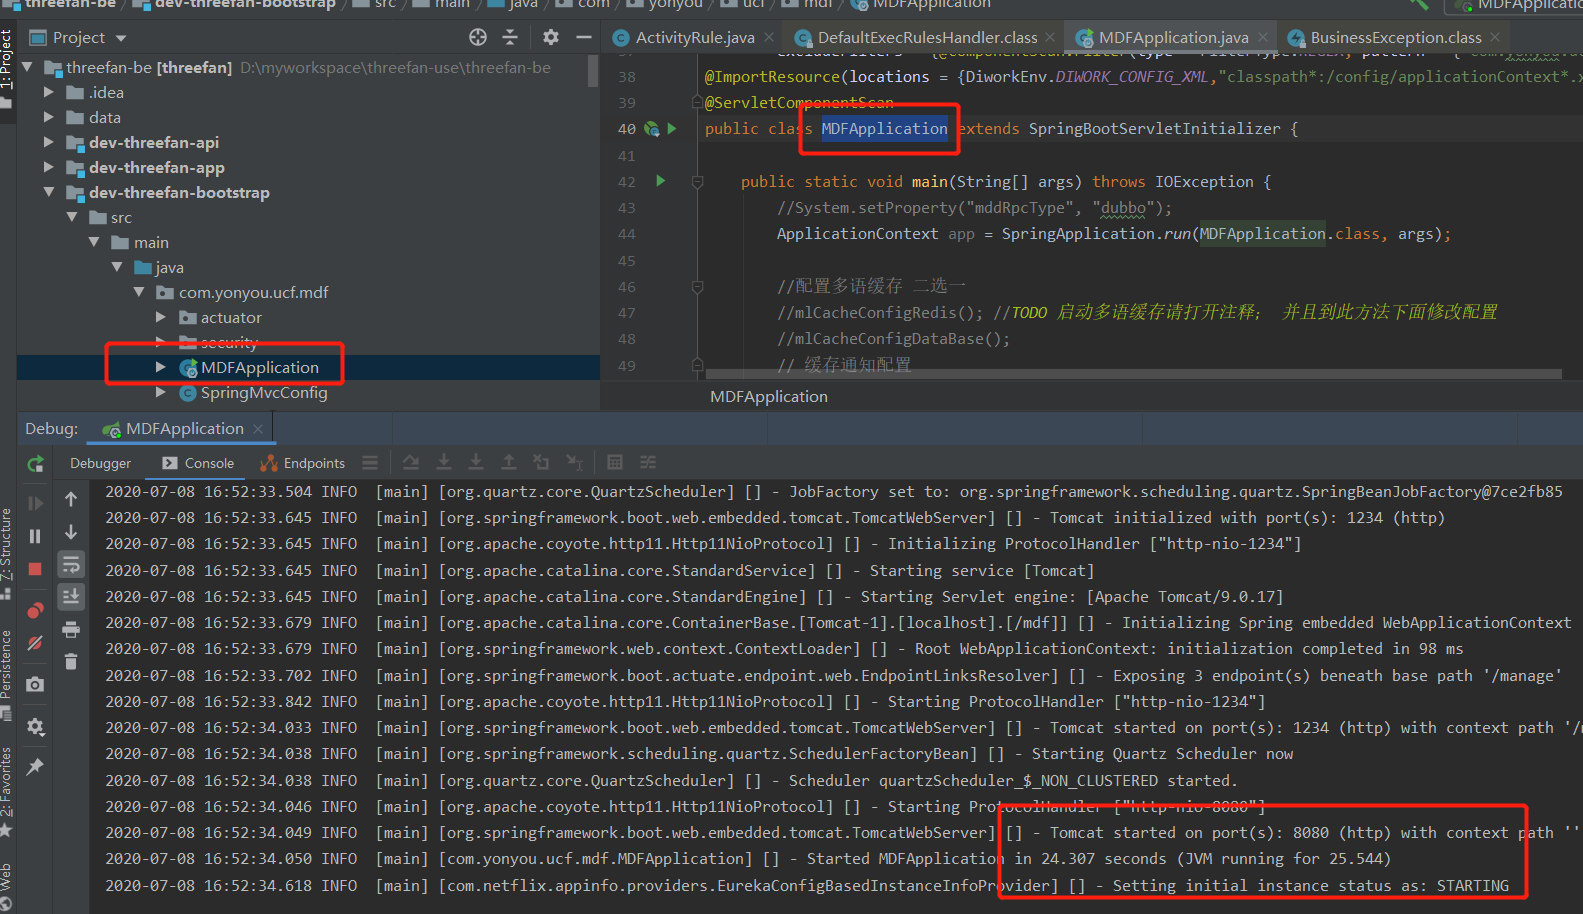 threefan-be
dev-threefan-bootstrap
src
main
java
com
yonyou
ucf
mdf
MDFApplication
MDFApplication
1: Project
Project
ActivityRule.java
DefaultExecRulesHandler.class
MDFApplication.java
BusinessException.class
threefan-be [threefan] D:\myworkspace\threefan-use\threefan-be
.idea
data
dev-threefan-api
dev-threefan-app
dev-threefan-bootstrap
src
main
java
com.yonyou.ucf.mdf
actuator
security
MDFApplication
SpringMvcConfig
38 @ImportResource(locations = {DiworkEnv.DIWORK_CONFIG_XML,"classpath*:/config/applicationContext*.x
39 @ServletComponentScan
40 public class MDFApplication extends SpringBootServletInitializer {
41
42 public static void main(String[] args) throws IOException {
43 //System.setProperty("mddRpcType", "dubbo");
44 ApplicationContext app = SpringApplication.run(MDFApplication.class, args);
45
46 //配置多语缓存 二选一
47 //mlCacheConfigRedis(); //TODO 启动多语缓存请打开注释; 并且到此方法下面修改配置
48 //mlCacheConfigDataBase();
49 // 缓存通知配置
MDFApplication
Debug: MDFApplication
Debugger Console Endpoints
2020-07-08 16:52:33.504 INFO [main] [org.quartz.core.QuartzScheduler] [] - JobFactory set to: org.springframework.scheduling.quartz.SpringBeanJobFactory@7ce2fb85
2020-07-08 16:52:33.645 INFO [main] [org.springframework.boot.web.embedded.tomcat.TomcatWebServer] [] - Tomcat initialized with port(s): 1234 (http)
2020-07-08 16:52:33.645 INFO [main] [org.apache.coyote.http11.Http11NioProtocol] [] - Initializing ProtocolHandler ["http-nio-1234"]
2020-07-08 16:52:33.645 INFO [main] [org.apache.catalina.core.StandardService] [] - Starting service [Tomcat]
2020-07-08 16:52:33.645 INFO [main] [org.apache.catalina.core.StandardEngine] [] - Starting Servlet engine: [Apache Tomcat/9.0.17]
2020-07-08 16:52:33.679 INFO [main] [org.apache.catalina.core.ContainerBase.[Tomcat-1].[localhost].[/mdf]] [] - Initializing Spring embedded WebApplicationContext
2020-07-08 16:52:33.679 INFO [main] [org.springframework.web.context.ContextLoader] [] - Root WebApplicationContext: initialization completed in 98 ms
2020-07-08 16:52:33.702 INFO [main] [org.springframework.boot.actuate.endpoint.web.EndpointLinksResolver] [] - Exposing 3 endpoint(s) beneath base path '/manage'
2020-07-08 16:52:33.842 INFO [main] [org.apache.coyote.http11.Http11NioProtocol] [] - Starting ProtocolHandler ["http-nio-1234"]
2020-07-08 16:52:34.033 INFO [main] [org.springframework.boot.web.embedded.tomcat.TomcatWebServer] [] - Tomcat started on port(s): 1234 (http) with context path '/
2020-07-08 16:52:34.038 INFO [main] [org.springframework.scheduling.quartz.SchedulerFactoryBean] [] - Starting Quartz Scheduler now
2020-07-08 16:52:34.038 INFO [main] [org.quartz.core.QuartzScheduler] [] - Scheduler quartzScheduler_$_NON_CLUSTERED started.
2020-07-08 16:52:34.046 INFO [main] [org.apache.coyote.http11.Http11NioProtocol] [] - Starting ProtocolHandler ["http-nio-8080"]
2020-07-08 16:52:34.049 INFO [main] [org.springframework.boot.web.embedded.tomcat.TomcatWebServer] [] - Tomcat started on port(s): 8080 (http) with context path ''
2020-07-08 16:52:34.050 INFO [main] [com.yonyou.ucf.mdf.MDFApplication] [] - Started MDFApplication in 24.307 seconds (JVM running for 25.544)
2020-07-08 16:52:34.618 INFO [main] [com.netflix.appinfo.providers.EurekaConfigBasedInstanceInfoProvider] [] - Setting initial instance status as: STARTING
7: Structure
Persistence
2: Favorites
Web